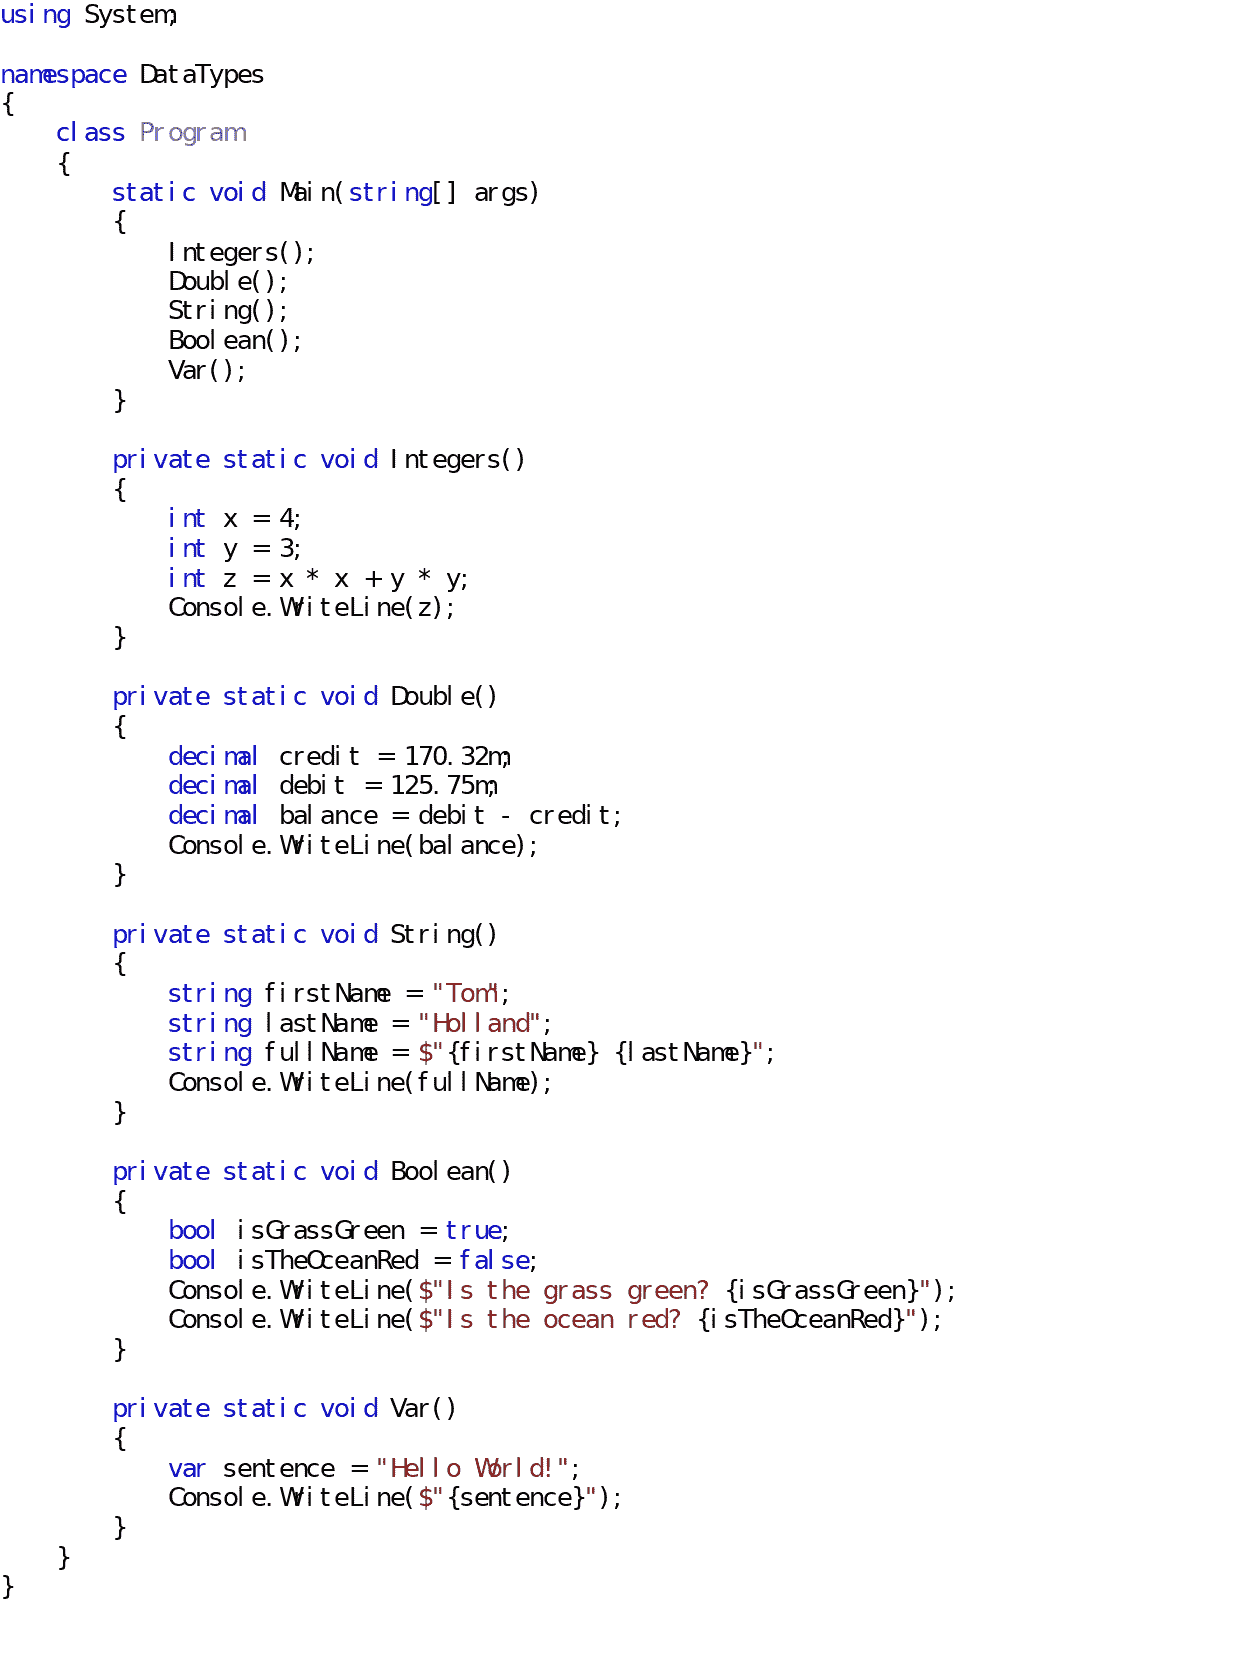 using System;
namespace DataTypes
{
    class Program
    {
        static void Main(string[] args)
        {
            Integers();
            Double();
            String();
            Boolean();
            Var();
        }
        private static void Integers()
        {
            int x = 4;
            int y = 3;
            int z = x * x + y * y;
            Console.WriteLine(z);
        }
        private static void Double()
        {
            decimal credit = 170.32m;
            decimal debit = 125.75m;
            decimal balance = debit - credit;
            Console.WriteLine(balance);
        }
        private static void String()
        {
            string firstName = "Tom";
            string lastName = "Holland";
            string fullName = $"{firstName} {lastName}";
            Console.WriteLine(fullName);
        }
        private static void Boolean()
        {
            bool isGrassGreen = true;
            bool isTheOceanRed = false;
            Console.WriteLine($"Is the grass green? {isGrassGreen}");
            Console.WriteLine($"Is the ocean red? {isTheOceanRed}");
        }
        private static void Var()
        {
            var sentence = "Hello World!";
            Console.WriteLine($"{sentence}");
        }
    }
}